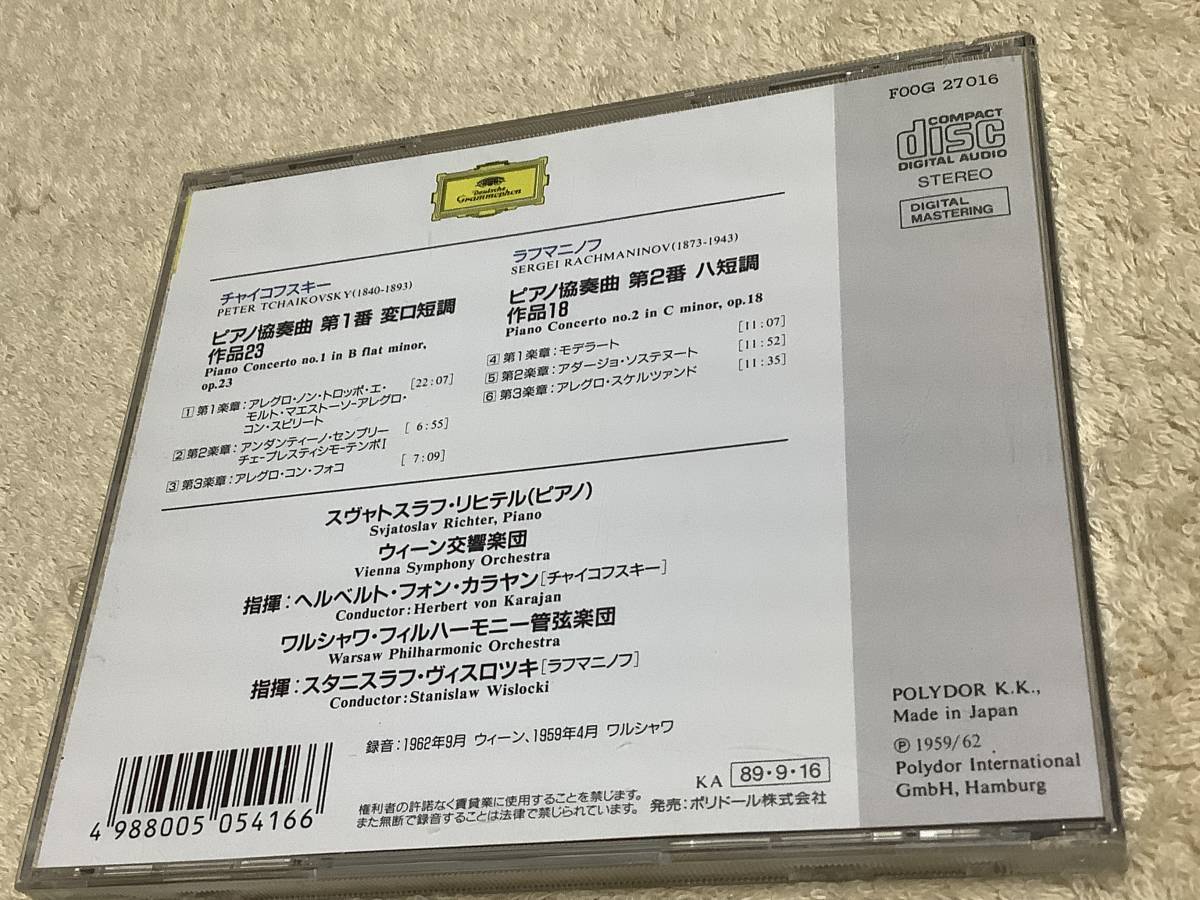 FOOG 27016
COMPACT
disc
DIGITAL AUDIO
STEREO
DIGITAL
MASTERING
Deutsche
Grammophon
チャイコフスキー
PETER TCHAIKOVSKY(1840-1893)
ピアノ協奏曲 第1番 変ロ短調
作品23
Piano Concerto no.1 in B flat minor,
op.23
1 第1楽章:アレグロ・ノン・トロッポ・エ・ [22:07]
モルト・マエストーソ-アレグロ・
コン・スピリート
2 第2楽章:アンダンティーノ・センプリー [ 6:55]
チェ-プレスティシモ-テンポI
3 第3楽章:アレグロ・コン・フォコ [ 7:09]
ラフマニノフ
SERGEI RACHMANINOV(1873-1943)
ピアノ協奏曲 第2番 ハ短調
作品18
Piano Concerto no.2 in C minor, op.18
4 第1楽章:モデラート [11:07]
5 第2楽章:アダージョ・ソステヌート [11:52]
6 第3楽章:アレグロ・スケルツァンド [11:35]
スヴャトスラフ・リヒテル(ピアノ)
Svjatoslav Richter, Piano
ウィーン交響楽団
Vienna Symphony Orchestra
指揮:ヘルベルト・フォン・カラヤン[チャイコフスキー]
Conductor:Herbert von Karajan
ワルシャワ・フィルハーモニー管弦楽団
Warsaw Philharmonic Orchestra
指揮:スタニスラフ・ヴィスロツキ[ラフマニノフ]
Conductor:Stanislaw Wislocki
録音:1962年9月 ウィーン、1959年4月 ワルシャワ
4 988005 054166
権利者の許諾なく賃貸業に使用することを禁じます。
また無断で録音することは法律で禁じられています。
KA 89・9・16
発売:ポリドール株式会社
POLYDOR K.K.,
Made in Japan
Ⓟ 1959/62
Polydor International
GmbH, Hamburg